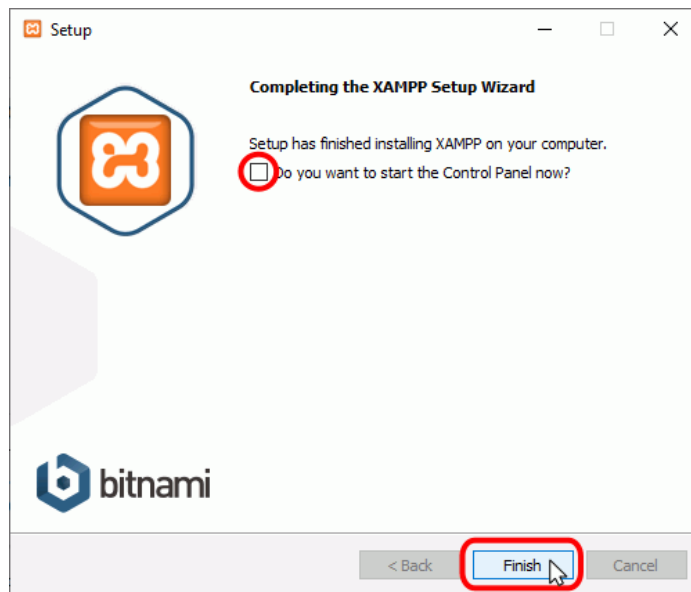 Setup
Completing the XAMPP Setup Wizard
Setup has finished installing XAMPP on your computer.
Do you want to start the Control Panel now?
bitnami
< Back
Finish
Cancel